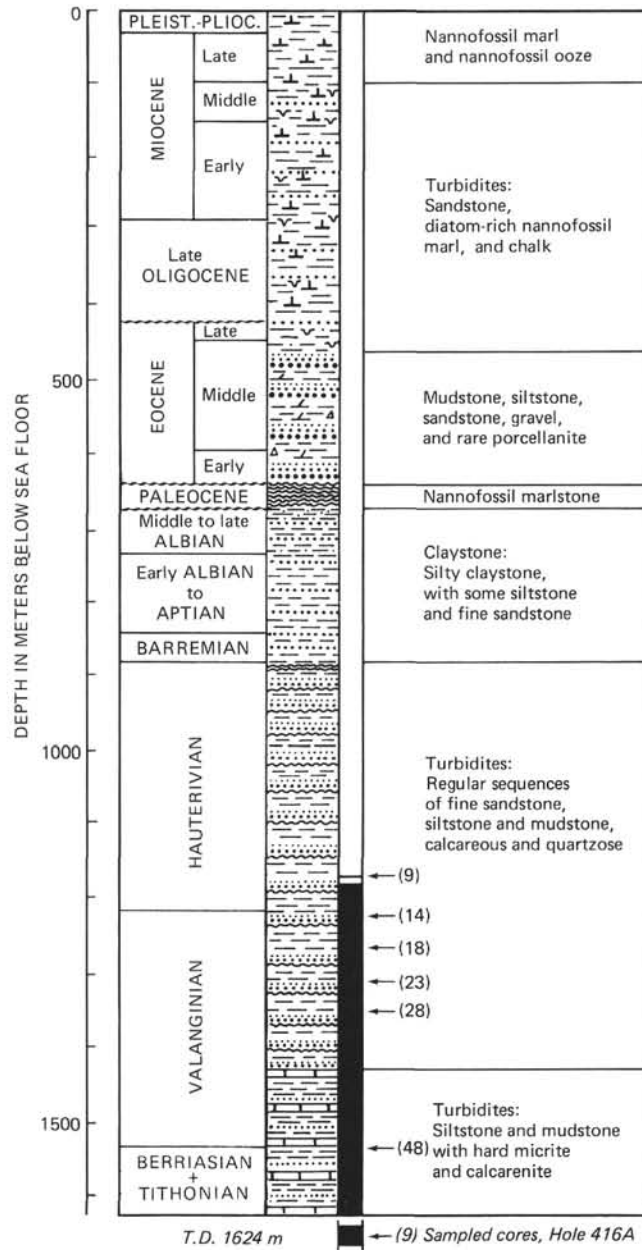 DEPTH IN METERS BELOW SEA FLOOR
0
500
1000
1500
PLEIST.-PLIOC.
MIOCENE
Late
Middle
Early
Late
OLIGOCENE
EOCENE
Late
Middle
Early
PALEOCENE
Middle to late
ALBIAN
Early ALBIAN
to
APTIAN
BARREMIAN
HAUTERIVIAN
VALANGINIAN
BERRIASIAN
+
TITHONIAN
Nannofossil marl
and nannofossil ooze
Turbidites:
Sandstone,
diatom-rich nannofossil
marl, and chalk
Mudstone, siltstone,
sandstone, gravel,
and rare porcellanite
Nannofossil marlstone
Claystone:
Silty claystone,
with some siltstone
and fine sandstone
Turbidites:
Regular sequences
of fine sandstone,
siltstone and mudstone,
calcareous and quartzose
(9)
(14)
(18)
(23)
(28)
Turbidites:
Siltstone and mudstone
(48) with hard micrite
and calcarenite
T.D. 1624 m
(9) Sampled cores, Hole 416A